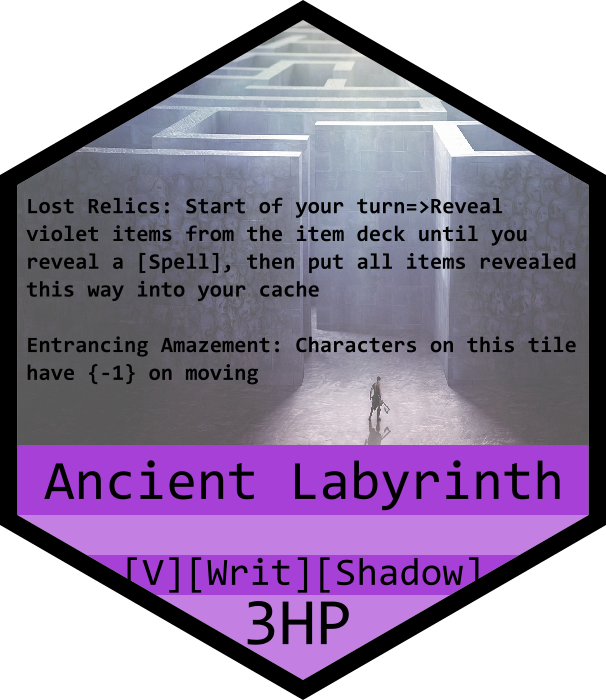 Lost Relics: Start of your turn=>Reveal
violet items from the item deck until you
reveal a [Spell], then put all items revealed
this way into your cache
Entrancing Amazement: Characters on this tile
have {-1} on moving
Ancient Labyrinth
[V][Writ][Shadow]
3HP